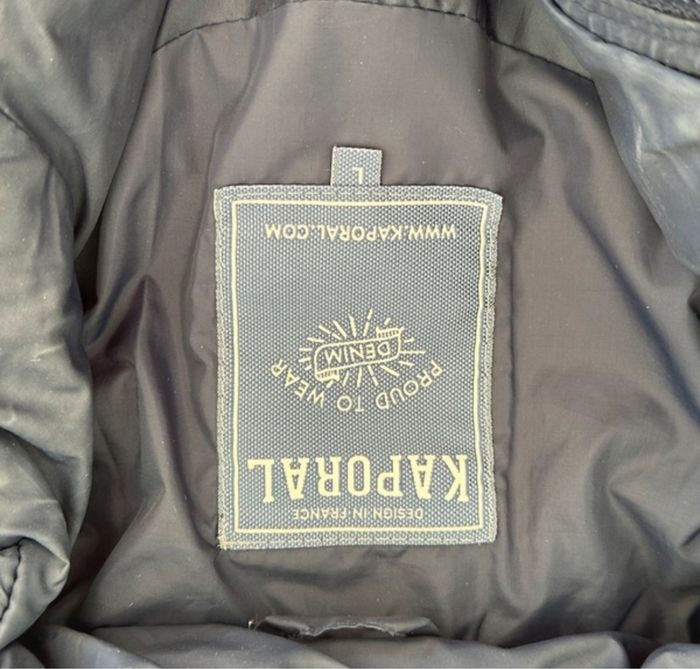 DESIGN IN FRANCE
KAPORAL
PROUD TO WEAR
DENIM
WWW.KAPORAL.COM
L